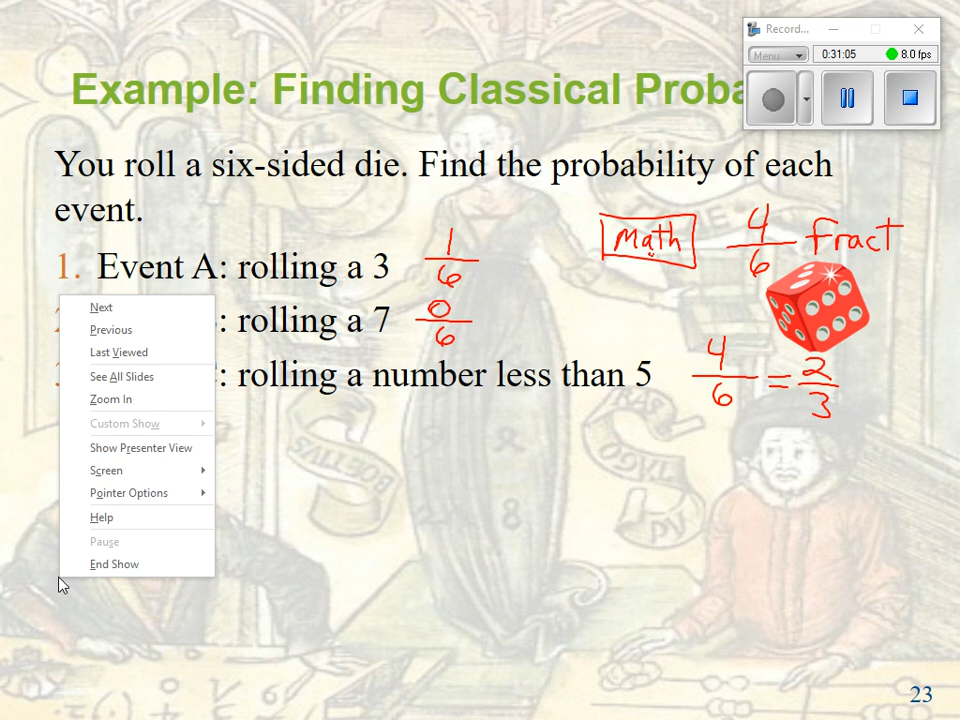 Record...
Menu
0:31:05
8.0 fps
Example: Finding Classical Proba
You roll a six-sided die. Find the probability of each
event.
Math 4/6 Fract
1. Event A: rolling a 3 1/6
: rolling a 7 0/6
: rolling a number less than 5 4/6 = 2/3
Next
Previous
Last Viewed
See All Slides
Zoom In
Custom Show
Show Presenter View
Screen
Pointer Options
Help
Pause
End Show
BOETIVS
23